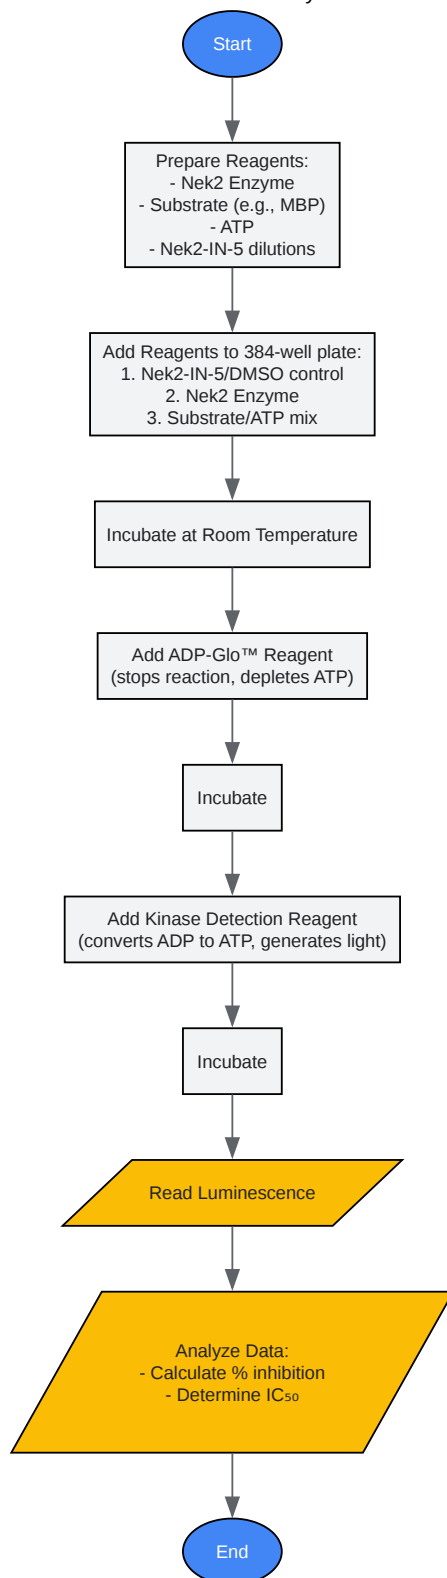 Start
Prepare Reagents:
- Nek2 Enzyme
- Substrate (e.g., MBP)
- ATP
- Nek2-IN-5 dilutions
Add Reagents to 384-well plate:
1. Nek2-IN-5/DMSO control
2. Nek2 Enzyme
3. Substrate/ATP mix
Incubate at Room Temperature
Add ADP-Glo™ Reagent
(stops reaction, depletes ATP)
Incubate
Add Kinase Detection Reagent
(converts ADP to ATP, generates light)
Incubate
Read Luminescence
Analyze Data:
- Calculate % inhibition
- Determine IC₅₀
End